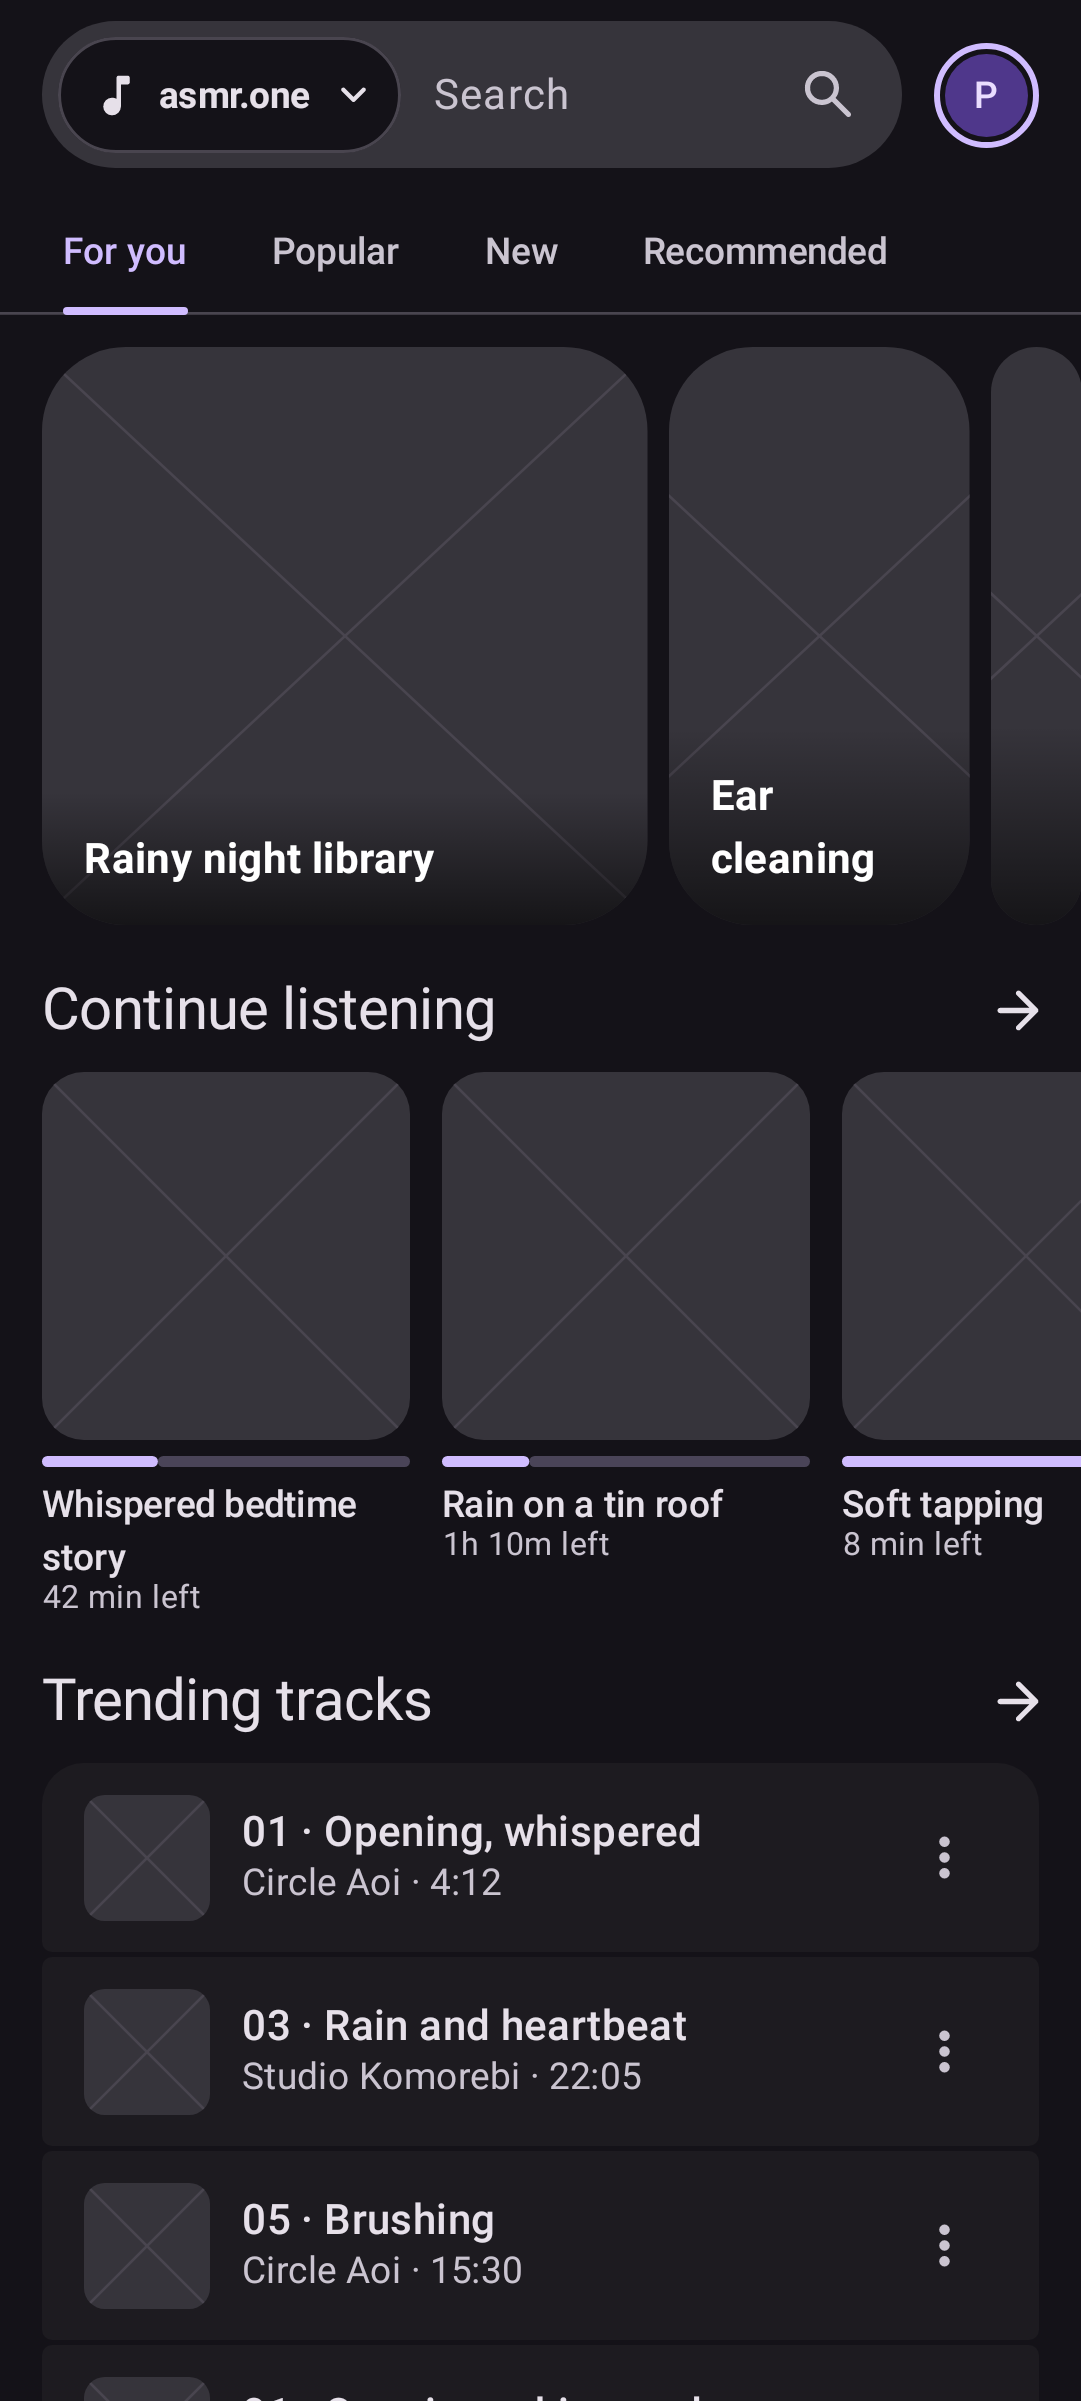 asmr.one
Search
P
For you
Popular
New
Recommended
Rainy night library
Ear
cleaning
Continue listening
Whispered bedtime
story
42 min left
Rain on a tin roof
1h 10m left
Soft tapping
8 min left
Trending tracks
01 · Opening, whispered
Circle Aoi · 4:12
03 · Rain and heartbeat
Studio Komorebi · 22:05
05 · Brushing
Circle Aoi · 15:30